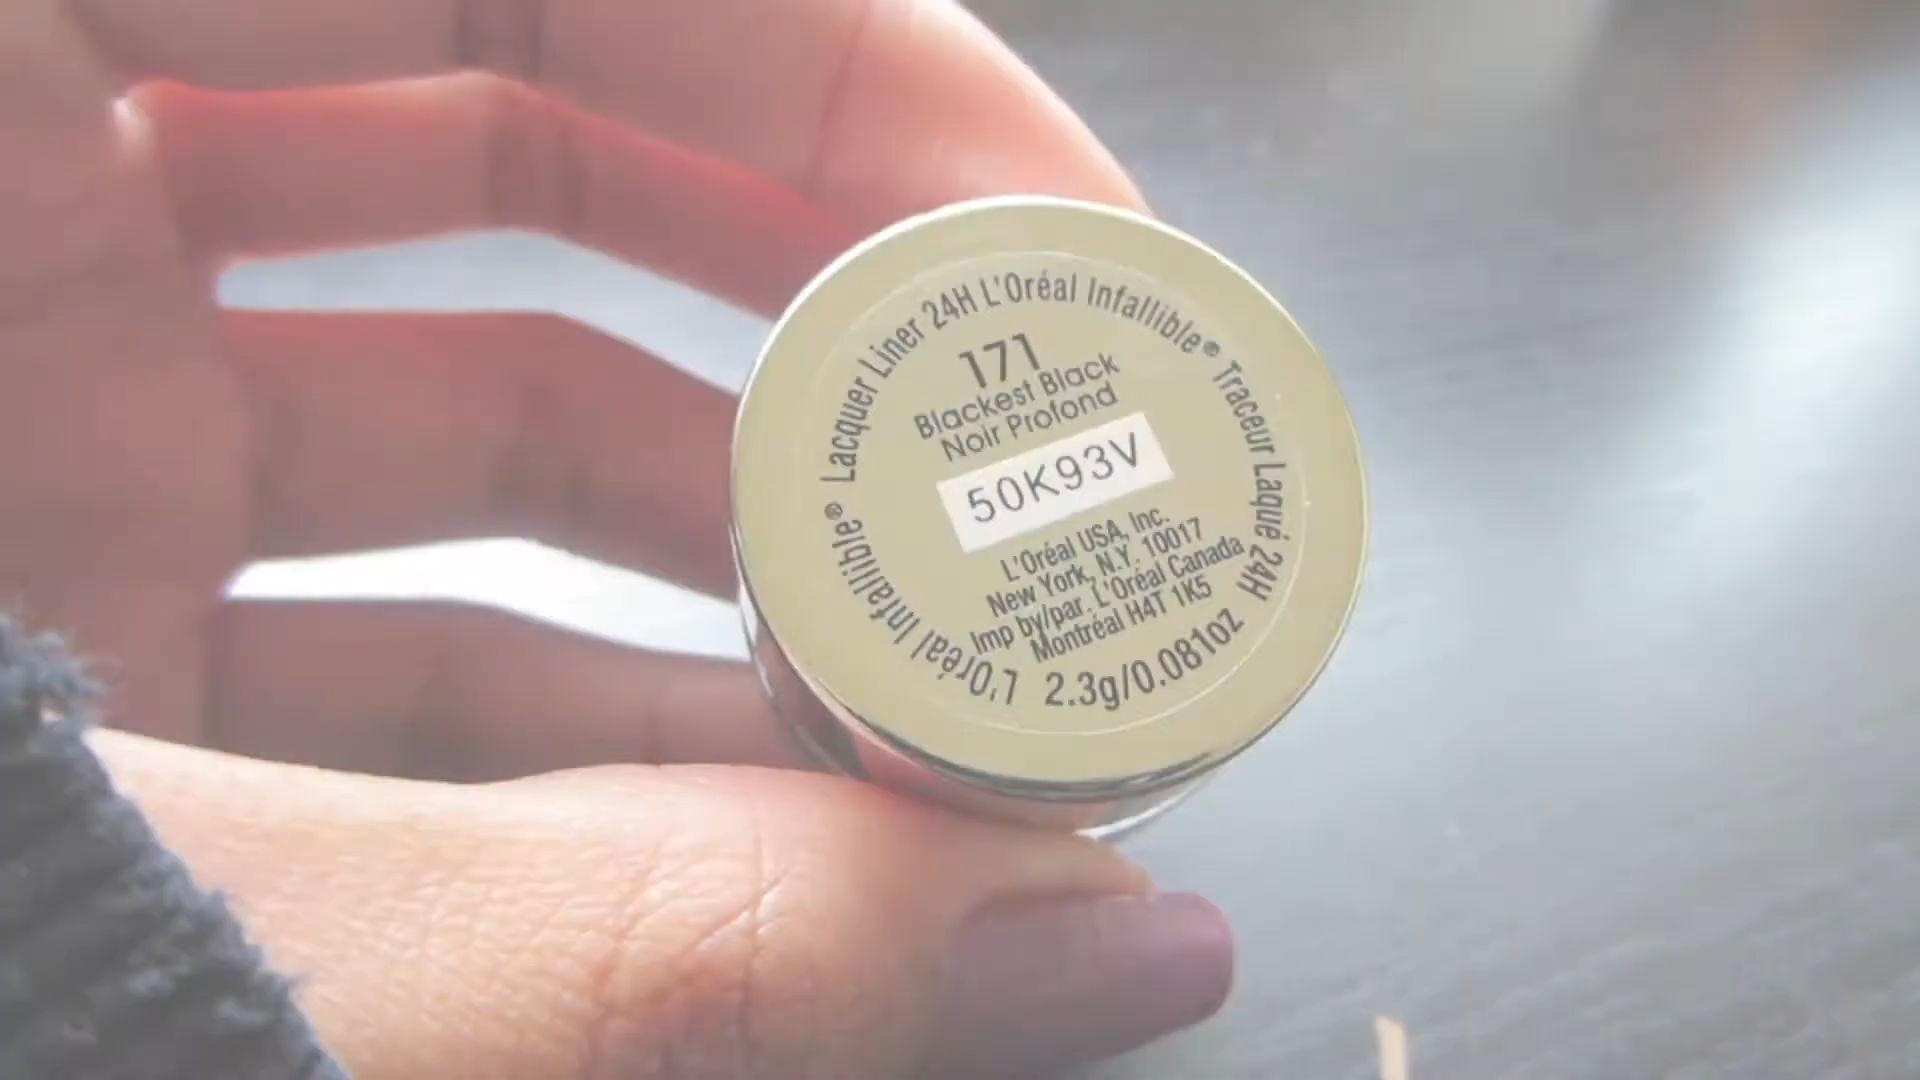 L'Oréal Infallible® Lacquer Liner 24H L'Oréal Infallible® Traceur Laqué 24H
171
Blackest Black
Noir Profond
50K93V
L'Oréal USA, Inc.
New York, N.Y. 10017
Imp by/par. L'Oréal Canada
Montréal H4T 1K5
2.3g/0.081oz